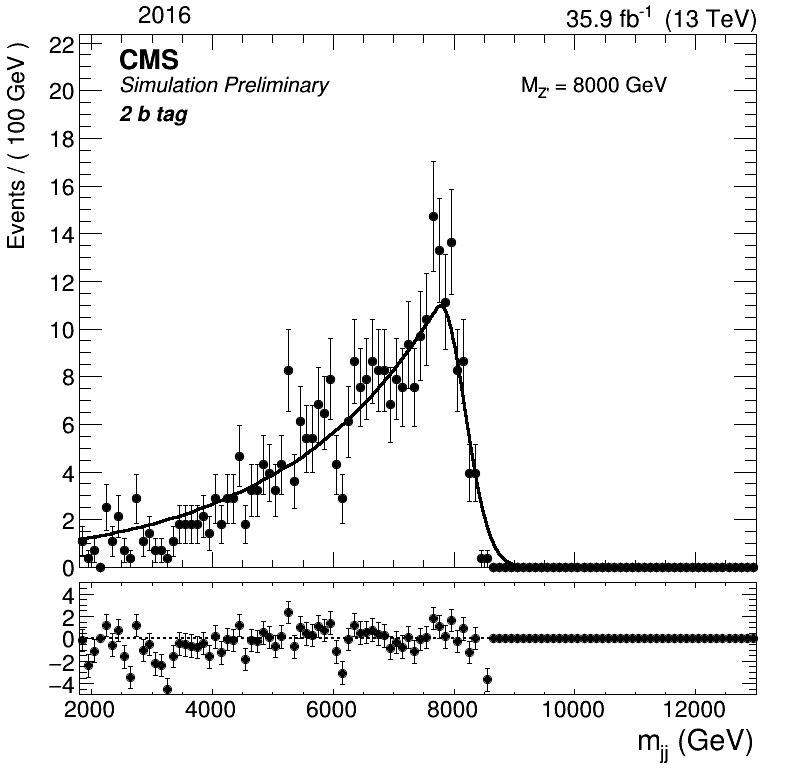 2016 35.9 fb⁻¹ (13 TeV)
CMS
Simulation Preliminary
2 b tag
M_Z' = 8000 GeV
Events / ( 100 GeV )
22
20
18
16
14
12
10
8
6
4
2
0
4
2
0
−2
−4
2000 4000 6000 8000 10000 12000
m_jj (GeV)